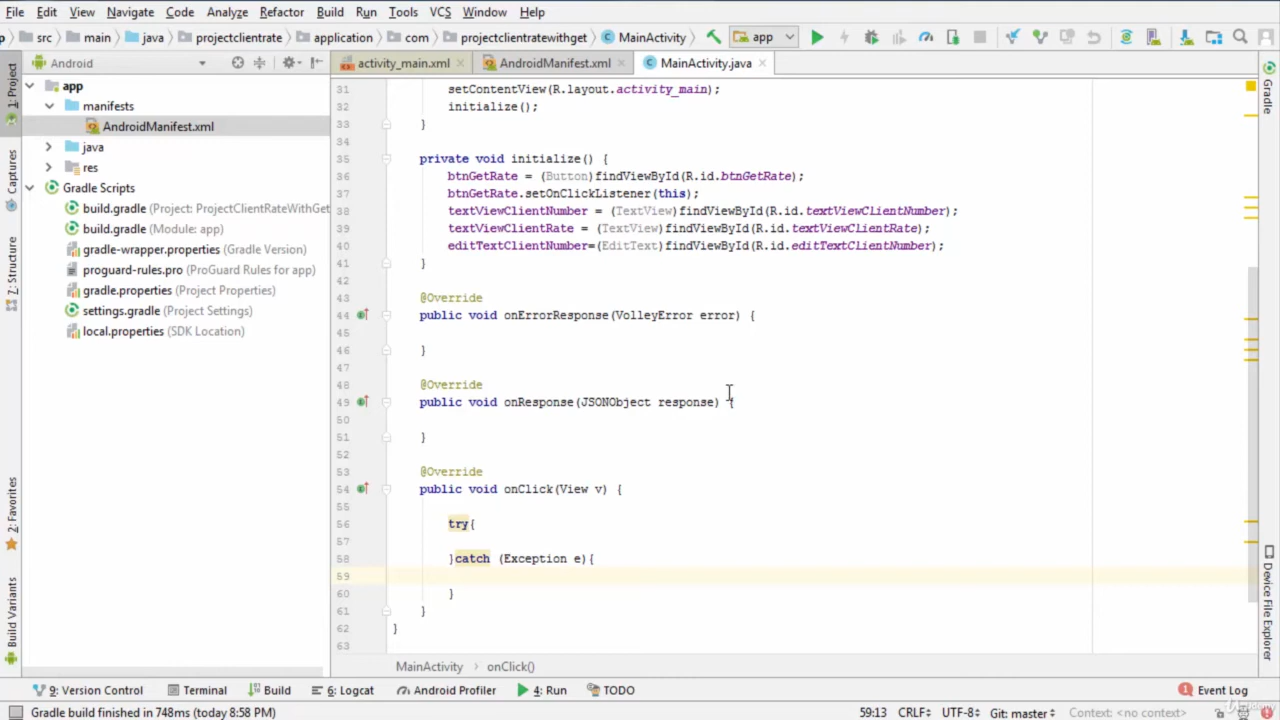 File Edit View Navigate Code Analyze Refactor Build Run Tools VCS Window Help
p src main java projectclientrate application com projectclientratewithget MainActivity app
Android activity_main.xml AndroidManifest.xml MainActivity.java
1: Project
Captures
7: Structure
2: Favorites
Build Variants
app
manifests
AndroidManifest.xml
java
res
Gradle Scripts
build.gradle (Project: ProjectClientRateWithGet
build.gradle (Module: app)
gradle-wrapper.properties (Gradle Version)
proguard-rules.pro (ProGuard Rules for app)
gradle.properties (Project Properties)
settings.gradle (Project Settings)
local.properties (SDK Location)
31 setContentView(R.layout.activity_main);
32 initialize();
33 }
34
35 private void initialize() {
36 btnGetRate = (Button)findViewById(R.id.btnGetRate);
37 btnGetRate.setOnClickListener(this);
38 textViewClientNumber = (TextView)findViewById(R.id.textViewClientNumber);
39 textViewClientRate = (TextView)findViewById(R.id.textViewClientRate);
40 editTextClientNumber=(EditText)findViewById(R.id.editTextClientNumber);
41 }
42
43 @Override
44 public void onErrorResponse(VolleyError error) {
45
46 }
47
48 @Override
49 public void onResponse(JSONObject response) {
50
51 }
52
53 @Override
54 public void onClick(View v) {
55
56 try{
57
58 }catch (Exception e){
59
60 }
61 }
62 }
63
MainActivity onClick()
Gradle
Device File Explorer
9: Version Control Terminal Build 6: Logcat Android Profiler 4: Run TODO 1 Event Log
Gradle build finished in 748ms (today 8:58 PM) 59:13 CRLF UTF-8 Git: master Context: <no context>